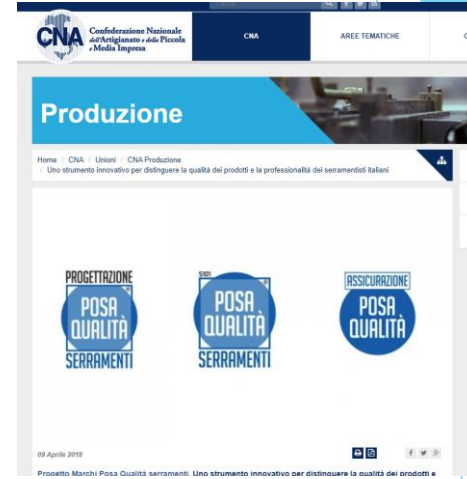 CNA
Confederazione Nazionale
dell'Artigianato e della Piccola
e Media Impresa
CNA
AREE TEMATICHE
Produzione
Home / CNA / Unioni / CNA Produzione
/ Uno strumento innovativo per distinguere la qualità dei prodotti e la professionalità dei serramentisti italiani
PROGETTAZIONE
POSA
QUALITÀ
SERRAMENTI
POSA
QUALITÀ
SERRAMENTI
ASSICURAZIONE
POSA
QUALITÀ
09 Aprile 2018
Progetto Marchi Posa Qualità serramenti. Uno strumento innovativo per distinguere la qualità dei prodotti e